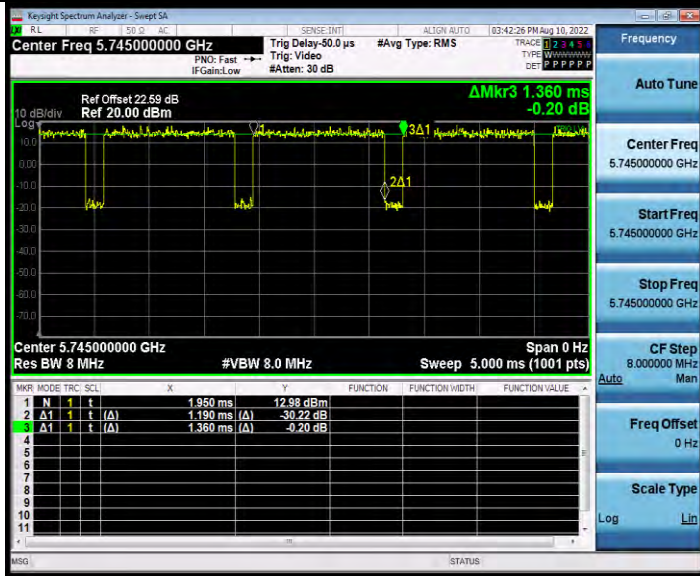 Keysight Spectrum Analyzer - Swept SA
RL RF 50 Ω AC SENSE:INT ALIGN AUTO 03:42:26 PM Aug 10, 2022
Center Freq 5.745000000 GHz
PNO: Fast
IFGain:Low
Trig Delay-50.0 µs
Trig: Video
#Atten: 30 dB
#Avg Type: RMS
TRACE 1 2 3 4 5 6
TYPE WWWWWW
DET P P P P P P
Frequency
ΔMkr3 1.360 ms
-0.20 dB
Ref Offset 22.59 dB
10 dB/div Ref 20.00 dBm
Log
10.0
0.00
-10.0
-20.0
-30.0
-40.0
-50.0
-60.0
-70.0
1
3Δ1
2Δ1
Center 5.745000000 GHz Span 0 Hz
Res BW 8 MHz #VBW 8.0 MHz Sweep 5.000 ms (1001 pts)
MKR MODE TRC SCL X Y FUNCTION FUNCTION WIDTH FUNCTION VALUE
1 N 1 t 1.950 ms 12.98 dBm
2 Δ1 1 t (Δ) 1.190 ms (Δ) -30.22 dB
3 Δ1 1 t (Δ) 1.360 ms (Δ) -0.20 dB
4
5
6
7
8
9
10
11
Auto Tune
Center Freq
5.745000000 GHz
Start Freq
5.745000000 GHz
Stop Freq
5.745000000 GHz
CF Step
8.000000 MHz
Auto Man
Freq Offset
0 Hz
Scale Type
Log Lin
MSG STATUS